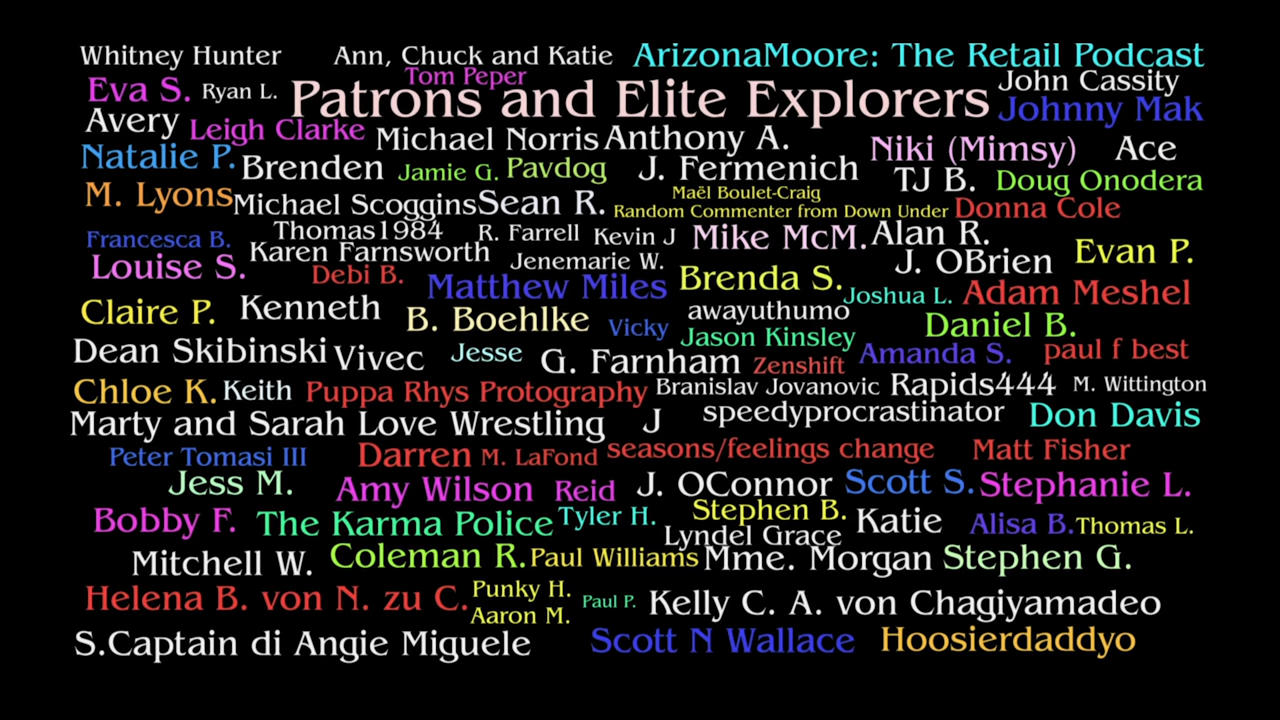 Whitney Hunter Ann, Chuck and Katie ArizonaMoore: The Retail Podcast
Tom Peper
Eva S. Ryan L. Patrons and Elite Explorers John Cassity
Johnny Mak
Avery Leigh Clarke Michael Norris Anthony A. Niki (Mimsy) Ace
Natalie P. Brenden Jamie G. Pavdog J. Fermenich TJ B. Doug Onodera
M. Lyons Michael Scoggins Sean R. Maël Boulet-Craig
Random Commenter from Down Under Donna Cole
Francesca B. Thomas1984 R. Farrell Kevin J Mike McM. Alan R.
Karen Farnsworth Jenemarie W. J. OBrien Evan P.
Louise S. Debi B. Matthew Miles Brenda S. Joshua L. Adam Meshel
Claire P. Kenneth B. Boehlke Vicky awayuthumo Daniel B.
Jason Kinsley
Dean Skibinski Vivec Jesse G. Farnham Zenshift Amanda S. paul f best
Chloe K. Keith Puppa Rhys Protography Branislav Jovanovic Rapids444 M. Wittington
Marty and Sarah Love Wrestling J speedyprocrastinator Don Davis
Peter Tomasi III Darren M. LaFond seasons/feelings change Matt Fisher
Jess M. Amy Wilson Reid J. OConnor Scott S. Stephanie L.
Bobby F. The Karma Police Tyler H. Stephen B. Katie Alisa B. Thomas L.
Lyndel Grace
Mitchell W. Coleman R. Paul Williams Mme. Morgan Stephen G.
Helena B. von N. zu C. Punky H. Paul P. Kelly C. A. von Chagiyamadeo
Aaron M.
S.Captain di Angie Miguele Scott N Wallace Hoosierdaddyo